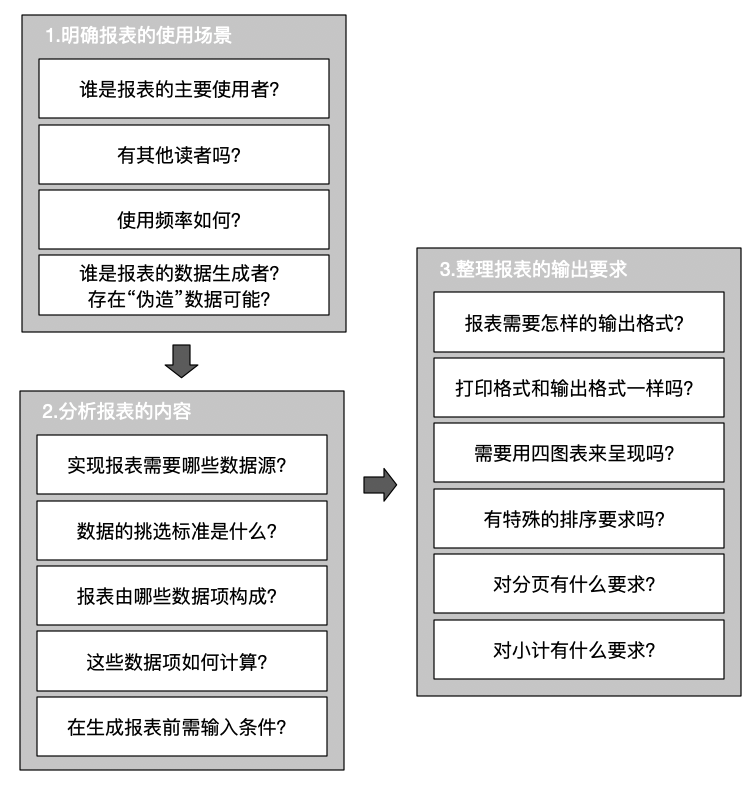 1.明确报表的使用场景
谁是报表的主要使用者?
有其他读者吗?
使用频率如何?
谁是报表的数据生成者?
存在“伪造”数据可能?
2.分析报表的内容
实现报表需要哪些数据源?
数据的挑选标准是什么?
报表由哪些数据项构成?
这些数据项如何计算?
在生成报表前需输入条件?
3.整理报表的输出要求
报表需要怎样的输出格式?
打印格式和输出格式一样吗?
需要用四图表来呈现吗?
有特殊的排序要求吗?
对分页有什么要求?
对小计有什么要求?